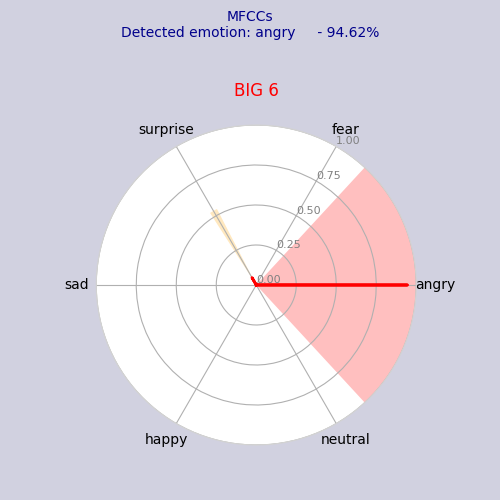 MFCCs
Detected emotion: angry     - 94.62%
BIG 6
surprise
fear
1.00
0.75
0.50
0.25
0.00
sad
angry
happy
neutral